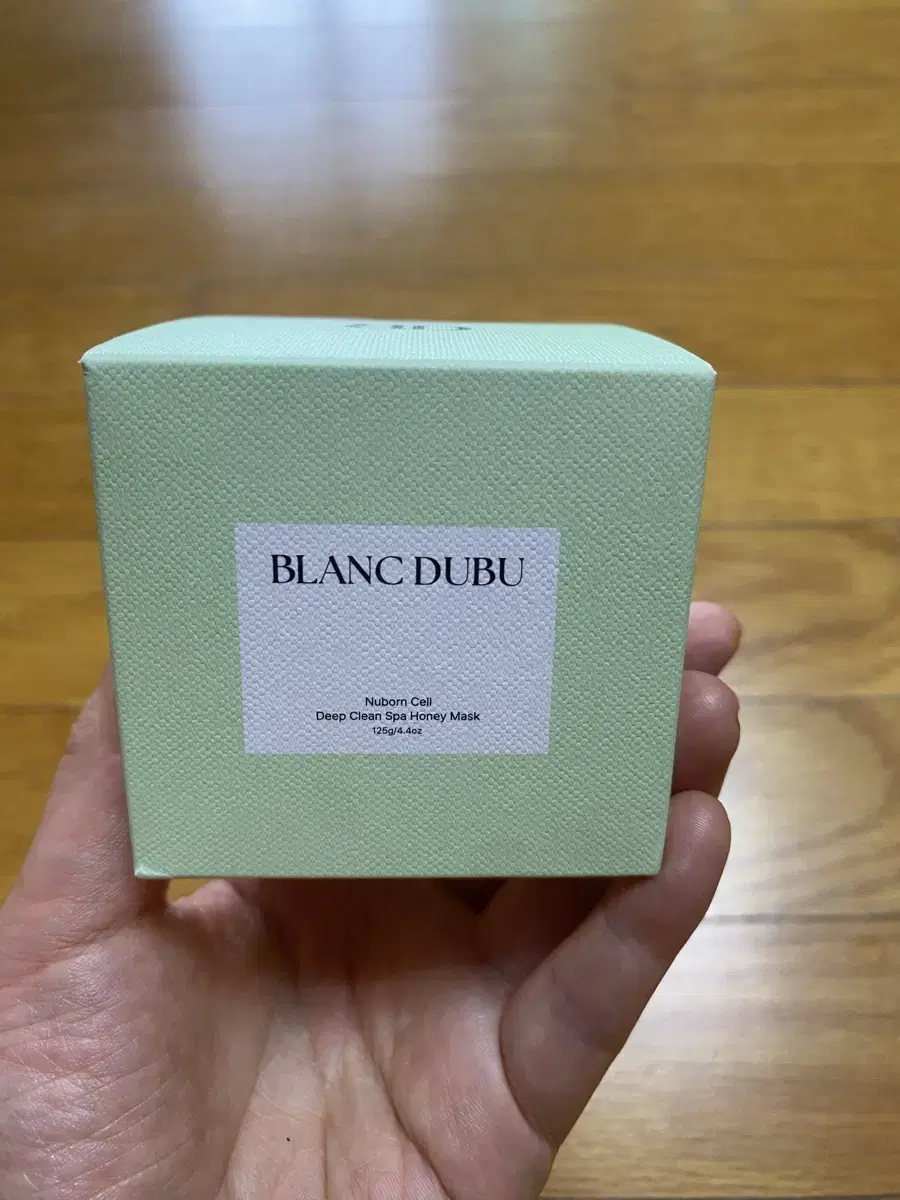 BLANC DUBU
Nuborn Cell
Deep Clean Spa Honey Mask
125g/4.4oz